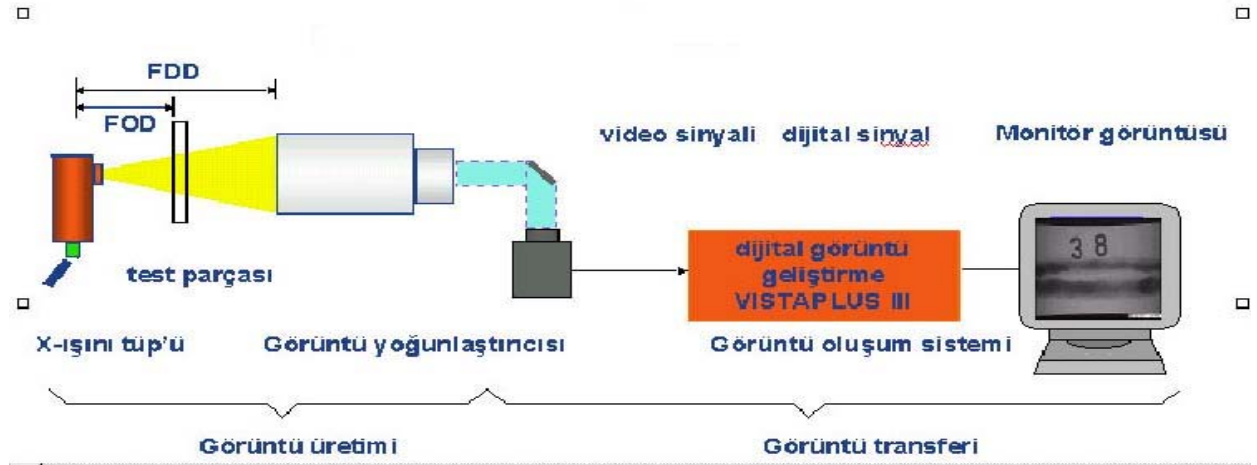 FDD
FOD
video sinyali dijital sinyal Monitör görüntüsü
38
dijital görüntü
geliştirme
VISTAPLUS III
test parçası
X-ışını tüp'ü Görüntü yoğunlaştırıcısı Görüntü oluşum sistemi
Görüntü üretimi Görüntü transferi